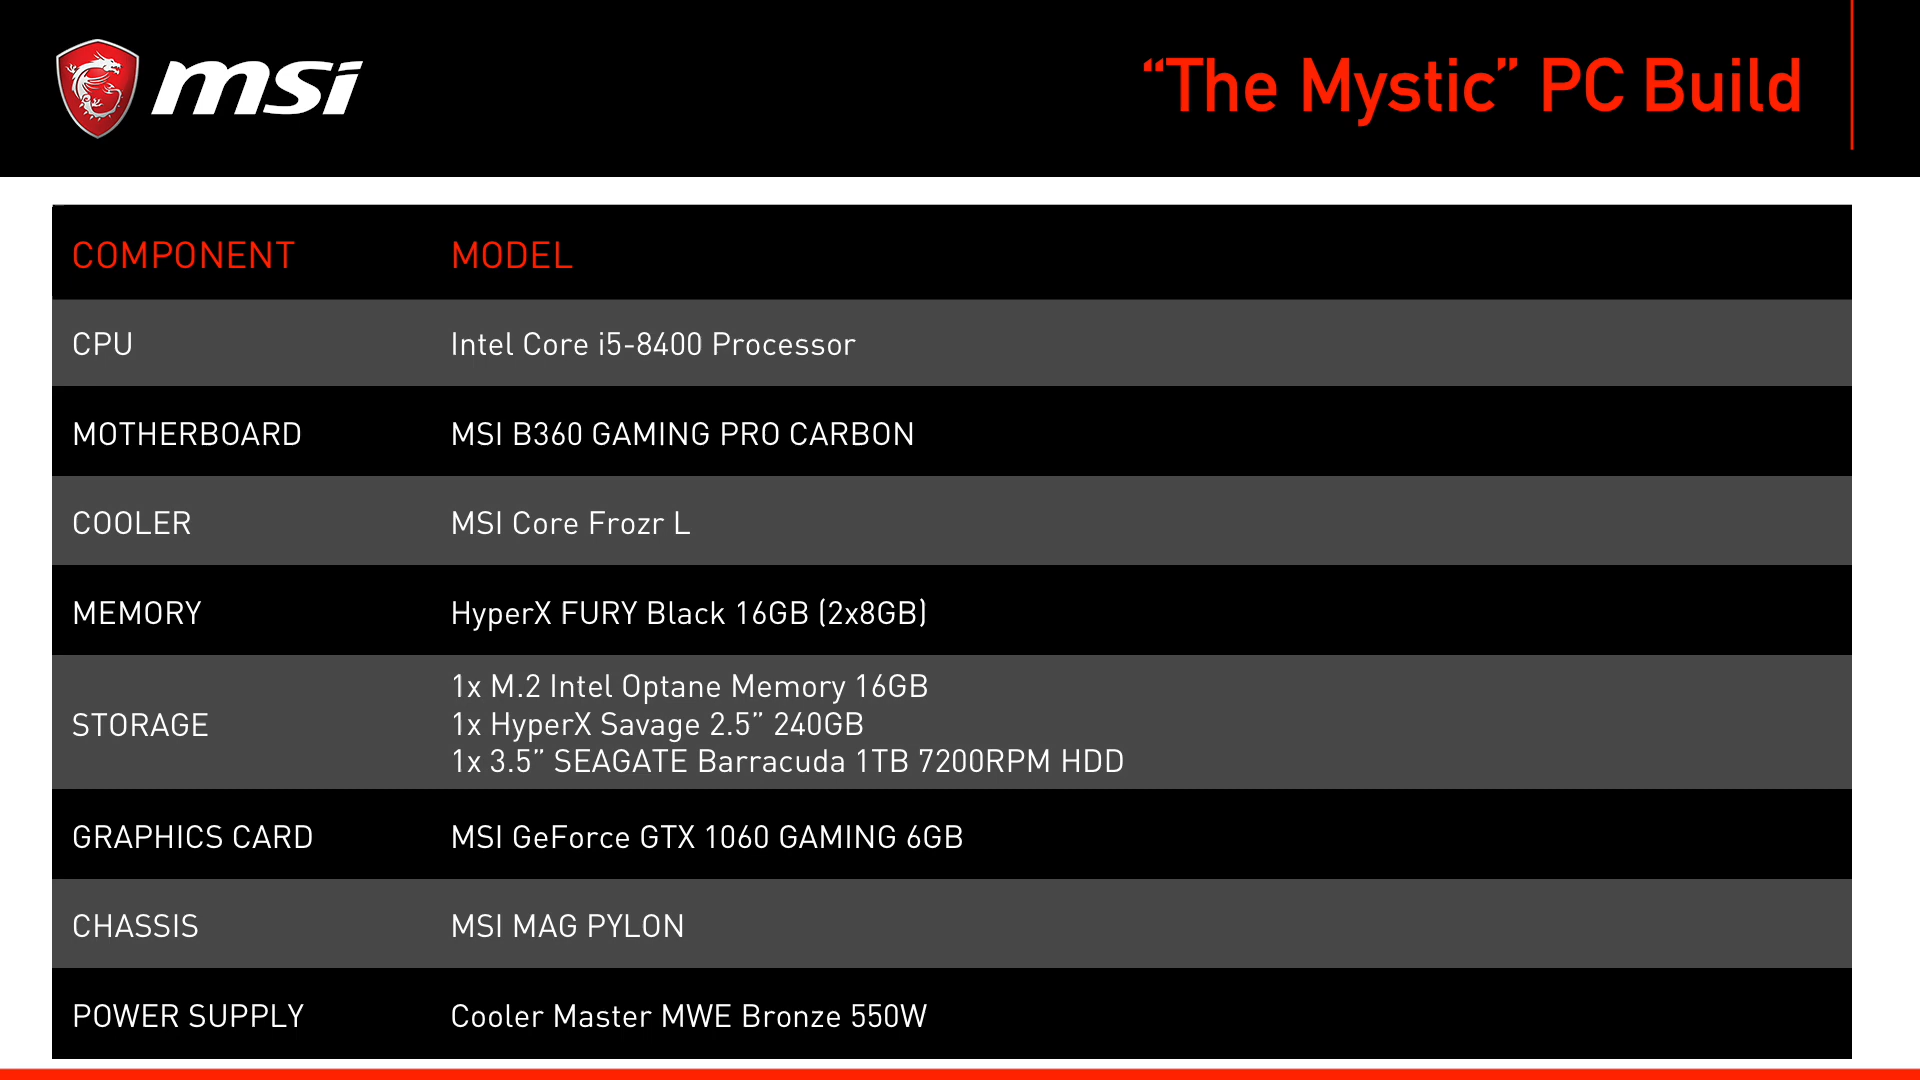 msi
“The Mystic” PC Build
COMPONENT MODEL
CPU Intel Core i5-8400 Processor
MOTHERBOARD MSI B360 GAMING PRO CARBON
COOLER MSI Core Frozr L
MEMORY HyperX FURY Black 16GB (2x8GB)
STORAGE
1x M.2 Intel Optane Memory 16GB
1x HyperX Savage 2.5” 240GB
1x 3.5” SEAGATE Barracuda 1TB 7200RPM HDD
GRAPHICS CARD MSI GeForce GTX 1060 GAMING 6GB
CHASSIS MSI MAG PYLON
POWER SUPPLY Cooler Master MWE Bronze 550W